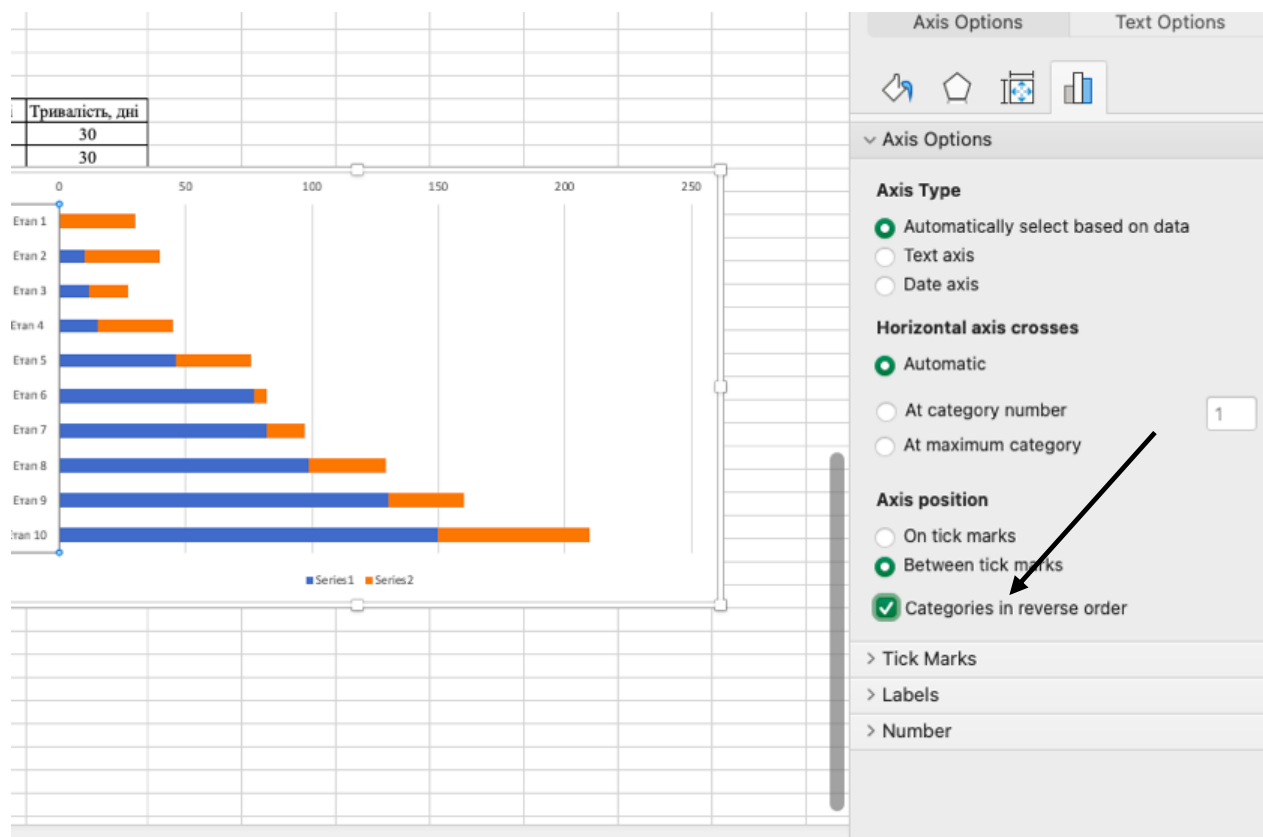 Axis Options Text Options
і Тривалість, дні
30
30
0 50 100 150 200 250
Етап 1
Етап 2
Етап 3
Етап 4
Етап 5
Етап 6
Етап 7
Етап 8
Етап 9
тап 10
Series1 Series2
Axis Options
Axis Type
Automatically select based on data
Text axis
Date axis
Horizontal axis crosses
Automatic
At category number 1
At maximum category
Axis position
On tick marks
Between tick marks
Categories in reverse order
Tick Marks
Labels
Number